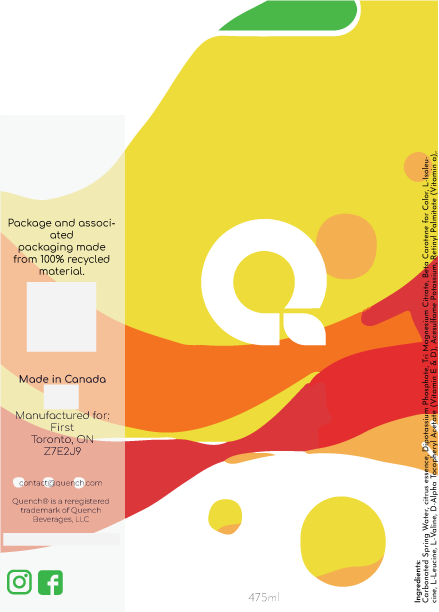 Package and associ-
ated
packaging made
from 100% recycled
material.
Made in Canada
Manufactured for:
First
Toronto, ON
Z7E2J9
contact@quench.com
Quench® is a reregistered
trademark of Quench
Beverages, LLC
475ml
Ingredients:
Carbonated Spring Water, citrus essence, Dipotassium Phosphate, Tri Magnesium Citrate, Beta Carotene for Color, L-Isoleu-
cine, L-Leucine, L-Valine, D-Alpha Tocopheryl Acetate (Vitamin E & D), Acesulfame Potassium, Retinyl Palmitate (Vitamin a),